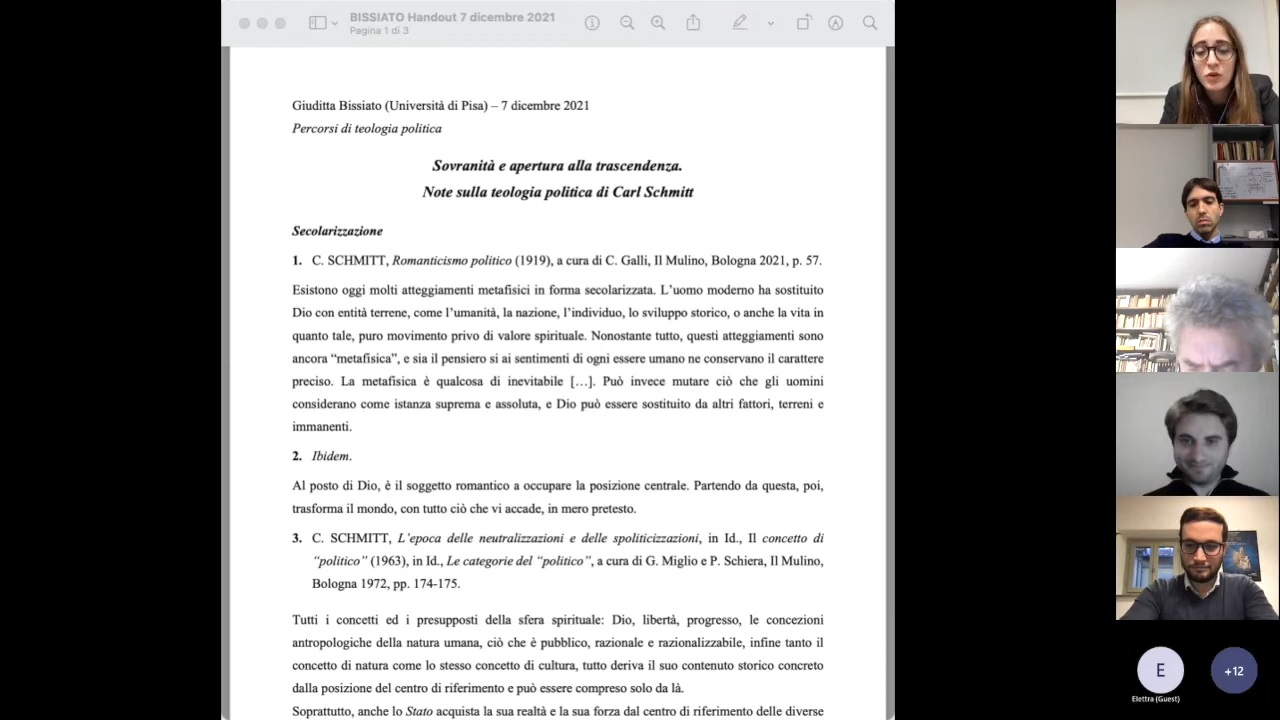 BISSIATO Handout 7 dicembre 2021
Pagina 1 di 3
Giuditta Bissiato (Università di Pisa) – 7 dicembre 2021
Percorsi di teologia politica
Sovranità e apertura alla trascendenza.
Note sulla teologia politica di Carl Schmitt
Secolarizzazione
1. C. SCHMITT, Romanticismo politico (1919), a cura di C. Galli, Il Mulino, Bologna 2021, p. 57.
Esistono oggi molti atteggiamenti metafisici in forma secolarizzata. L’uomo moderno ha sostituito
Dio con entità terrene, come l’umanità, la nazione, l’individuo, lo sviluppo storico, o anche la vita in
quanto tale, puro movimento privo di valore spirituale. Nonostante tutto, questi atteggiamenti sono
ancora “metafisica”, e sia il pensiero si ai sentimenti di ogni essere umano ne conservano il carattere
preciso. La metafisica è qualcosa di inevitabile […]. Può invece mutare ciò che gli uomini
considerano come istanza suprema e assoluta, e Dio può essere sostituito da altri fattori, terreni e
immanenti.
2. Ibidem.
Al posto di Dio, è il soggetto romantico a occupare la posizione centrale. Partendo da questa, poi,
trasforma il mondo, con tutto ciò che vi accade, in mero pretesto.
3. C. SCHMITT, L’epoca delle neutralizzazioni e delle spoliticizzazioni, in Id., Il concetto di
“politico” (1963), in Id., Le categorie del “politico”, a cura di G. Miglio e P. Schiera, Il Mulino,
Bologna 1972, pp. 174-175.
Tutti i concetti ed i presupposti della sfera spirituale: Dio, libertà, progresso, le concezioni
antropologiche della natura umana, ciò che è pubblico, razionale e razionalizzabile, infine tanto il
concetto di natura come lo stesso concetto di cultura, tutto deriva il suo contenuto storico concreto
dalla posizione del centro di riferimento e può essere compreso solo da là.
Soprattutto, anche lo Stato acquista la sua realtà e la sua forza dal centro di riferimento delle diverse
E
+12
Elettra (Guest)